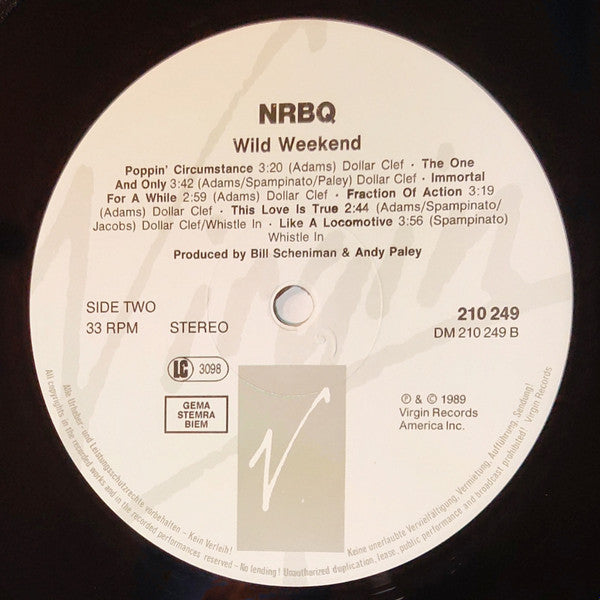 NRBQ
Wild Weekend
Poppin' Circumstance 3:20 (Adams) Dollar Clef · The One
And Only 3:42 (Adams/Spampinato/Paley) Dollar Clef · Immortal
For A While 2:59 (Adams) Dollar Clef · Fraction Of Action 3:19
(Adams) Dollar Clef · This Love Is True 2:44 (Adams/Spampinato/
Jacobs) Dollar Clef/Whistle In · Like A Locomotive 3:56 (Spampinato)
Whistle In
Produced by Bill Scheniman & Andy Paley
SIDE TWO
33 RPM STEREO
210 249
DM 210 249 B
LC 3098
GEMA
STEMRA
BIEM
℗ & © 1989
Virgin Records
America Inc.
Virgin
V
Alle Urheber- und Leistungsschutzrechte vorbehalten – Kein Verleih! Keine unerlaubte Vervielfältigung, Vermietung, Aufführung, Sendung!
All copyrights in the recorded works and in the recorded performances reserved – No lending! Unauthorized duplication, lease, public performance and broadcast prohibited! Virgin Records